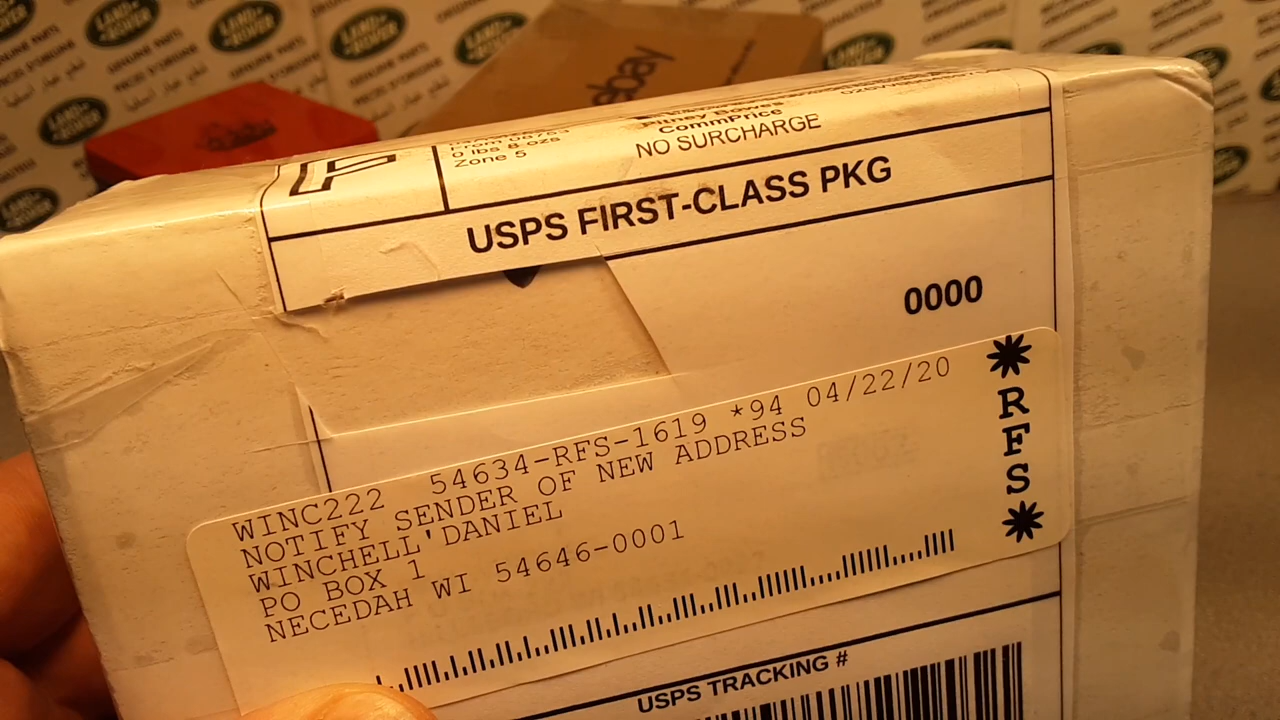 LAND-ROVER
GENUINE PARTS
ebay
F
0 lbs 8 ozs
Zone 5
Pitney Bowes
CommPrice
NO SURCHARGE
USPS FIRST-CLASS PKG
0000
WINC222 54634-RFS-1619 *94 04/22/20
NOTIFY SENDER OF NEW ADDRESS
WINCHELL'DANIEL
PO BOX 1
NECEDAH WI 54646-0001
*RFS*
USPS TRACKING #